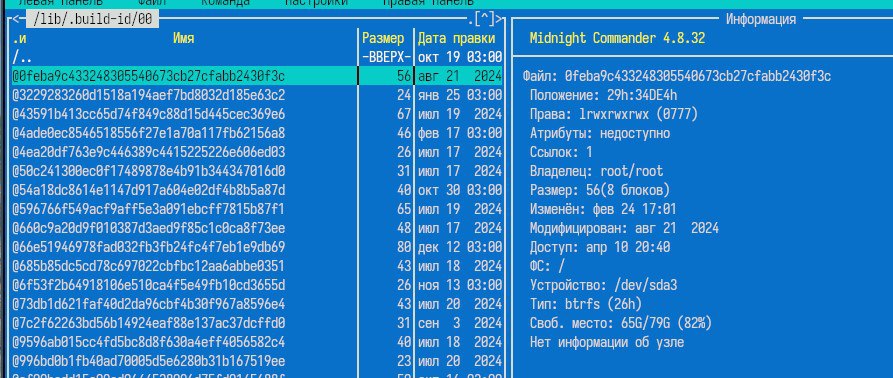 Левая панель Файл Команда Настройки Правая панель
<- /lib/.build-id/00 .[^]>
.и Имя Размер Дата правки
/.. -ВВЕРХ- окт 19 03:00
@0feba9c433248305540673cb27cfabb2430f3c 56 авг 21 2024
@3229283260d1518a194aef7bd8032d185e63c2 24 янв 25 03:00
@43591b413cc65d74f849c88d15d445cec369e6 67 июл 19 2024
@4ade0ec8546518556f27e1a70a117fb62156a8 46 фев 17 03:00
@4ea20df763e9c446389c4415225226e606ed03 26 июл 17 2024
@50c241300ec0f17489878e4b91b344347016d0 31 июл 17 2024
@54a18dc8614e1147d917a604e02df4b8b5a87d 40 окт 30 03:00
@596766f549acf9aff5e3a091ebcff7815b87f1 65 июл 19 2024
@660c9a20d9f010387d3aed9f85c1c0ca8f73ee 48 июл 17 2024
@66e51946978fad032fb3fb24fc4f7eb1e9db69 80 дек 12 03:00
@685b85dc5cd78c697022cbfbc12aa6abbe0351 43 июл 18 2024
@6f53f2b64918106e510ca4f5e49fb10cd3655d 26 ноя 13 03:00
@73db1d621faf40d2da96cbf4b30f967a8596e4 43 июл 20 2024
@7c2f62263bd56b14924eaf88e137ac37dcffd0 31 сен 3 2024
@9596ab015cc4fd5bc8d8f630a4eff4056582c4 40 июл 18 2024
@996bd0b1fb40ad70005d5e6280b31b167519ee 23 июл 20 2024
Информация
Midnight Commander 4.8.32
Файл: 0feba9c433248305540673cb27cfabb2430f3c
Положение: 29h:34DE4h
Права: lrwxrwxrwx (0777)
Атрибуты: недоступно
Ссылок: 1
Владелец: root/root
Размер: 56(8 блоков)
Изменён: фев 24 17:01
Модифицирован: авг 21 2024
Доступ: апр 10 20:40
ФС: /
Устройство: /dev/sda3
Тип: btrfs (26h)
Своб. место: 65G/79G (82%)
Нет информации об узле